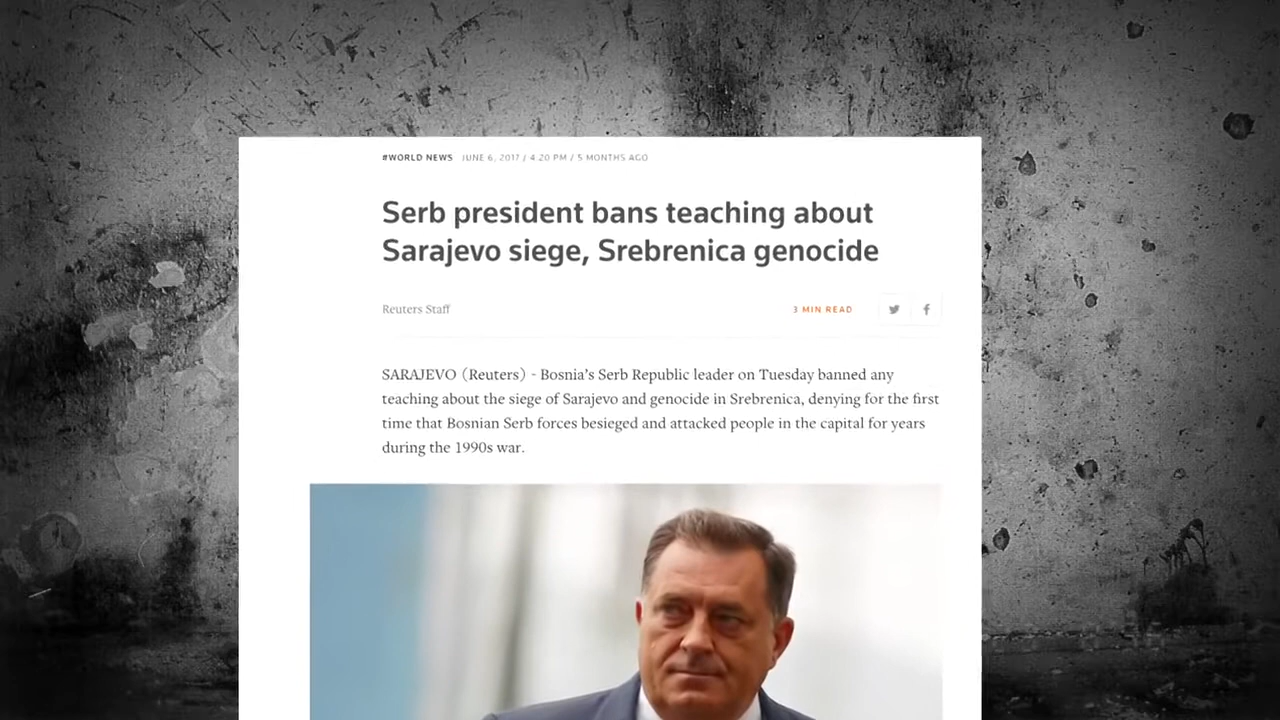 #WORLD NEWS JUNE 6, 2017 / 4:20 PM / 5 MONTHS AGO
Serb president bans teaching about
Sarajevo siege, Srebrenica genocide
Reuters Staff
3 MIN READ
SARAJEVO (Reuters) - Bosnia's Serb Republic leader on Tuesday banned any
teaching about the siege of Sarajevo and genocide in Srebrenica, denying for the first
time that Bosnian Serb forces besieged and attacked people in the capital for years
during the 1990s war.